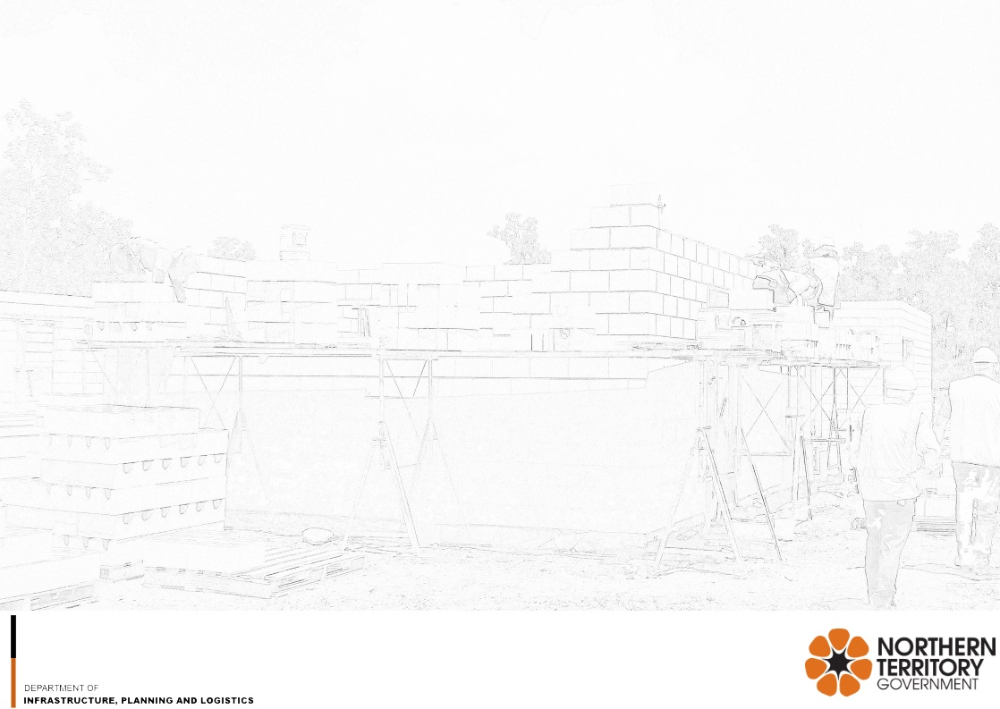 DEPARTMENT OF
INFRASTRUCTURE, PLANNING AND LOGISTICS
NORTHERN
TERRITORY
GOVERNMENT